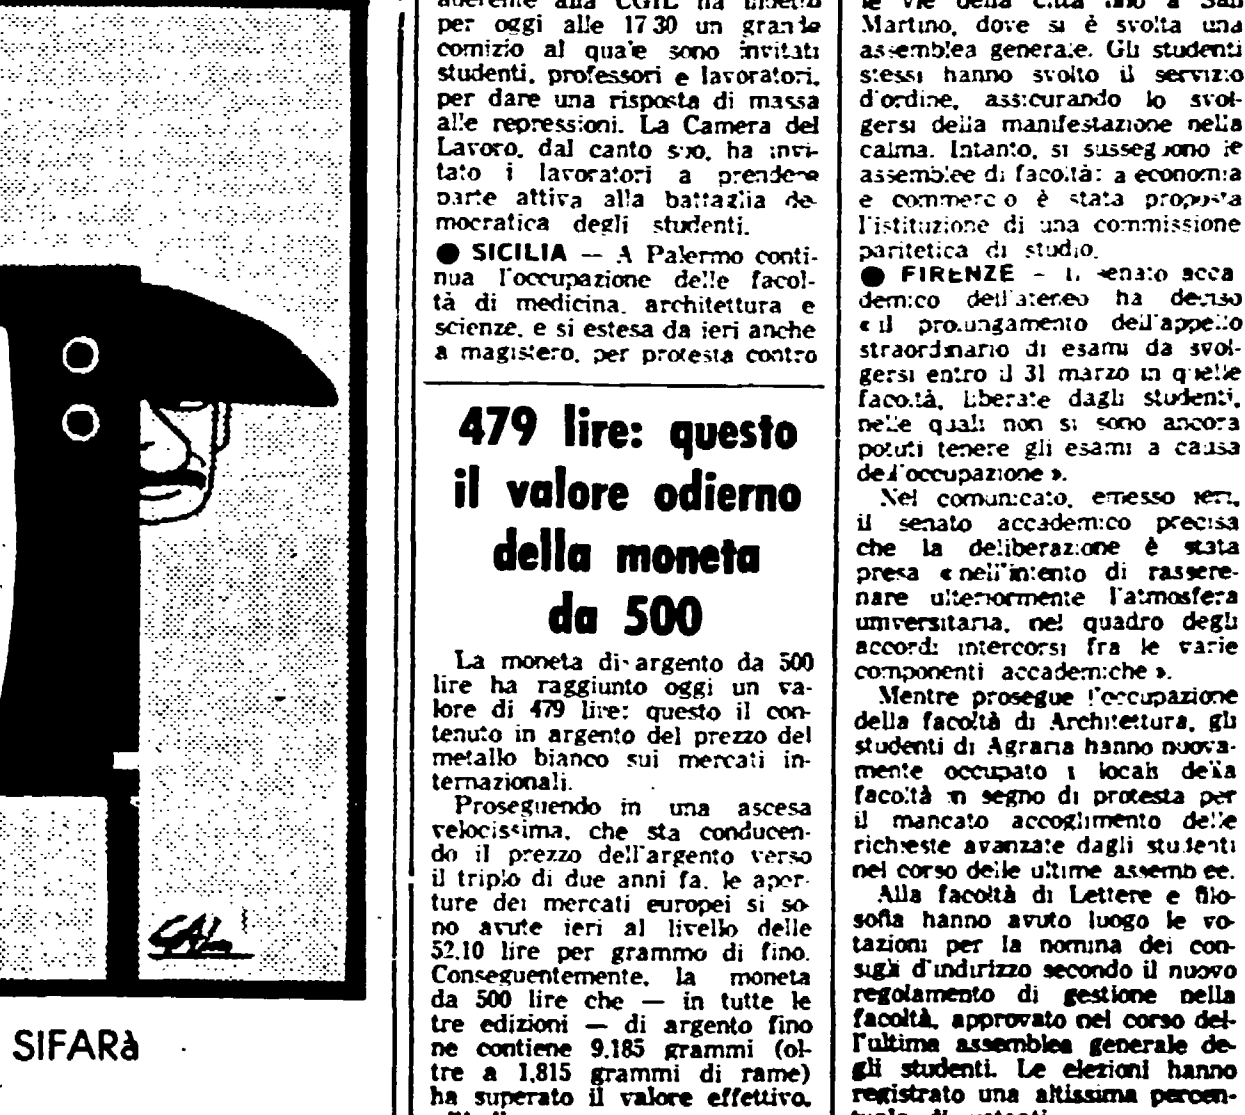 SIFARà
aderente alla CGIL ha
per oggi alle 17 30 un grande
comizio al quale sono invitati
studenti, professori e lavoratori,
per dare una risposta di massa
alle repressioni. La Camera del
Lavoro, dal canto suo, ha invi-
tato i lavoratori a prendere
parte attiva alla battaglia de-
mocratica degli studenti.
● SICILIA — A Palermo conti-
nua l'occupazione delle facol-
tà di medicina, architettura e
scienze, e si estesa da ieri anche
a magistero, per protesta contro
479 lire: questo
il valore odierno
della moneta
da 500
La moneta di argento da 500
lire ha raggiunto oggi un va-
lore di 479 lire: questo il con-
tenuto in argento del prezzo del
metallo bianco sui mercati in-
ternazionali.
Proseguendo in una ascesa
velocissima, che sta conducen-
do il prezzo dell'argento verso
il triplo di due anni fa, le aper-
ture dei mercati europei si so-
no avute ieri al livello delle
52.10 lire per grammo di fino.
Conseguentemente, la moneta
da 500 lire che — in tutte le
tre edizioni — di argento fino
ne contiene 9.185 grammi (ol-
tre a 1.815 grammi di rame)
ha superato il valore effettivo,
le vie della città fino a San
Martino, dove si è svolta una
assemblea generale. Gli studenti
stessi hanno svolto il servizio
d'ordine, assicurando lo svol-
gersi della manifestazione nella
calma. Intanto, si susseguono le
assemblee di facoltà: a economia
e commercio è stata proposta
l'istituzione di una commissione
paritetica di studio.
● FIRENZE - Il senato acca
demico dell'ateneo ha deciso
« il prolungamento dell'appello
straordinario di esami da svol-
gersi entro il 31 marzo in quelle
facoltà, liberate dagli studenti,
nelle quali non si sono ancora
potuti tenere gli esami a causa
dell'occupazione ».
Nel comunicato, emesso ieri,
il senato accademico precisa
che la deliberazione è stata
presa « nell'intento di rassere-
nare ulteriormente l'atmosfera
universitaria, nel quadro degli
accordi intercorsi fra le varie
componenti accademiche ».
Mentre prosegue l'occupazione
della facoltà di Architettura, gli
studenti di Agraria hanno nuova-
mente occupato i locali della
facoltà in segno di protesta per
il mancato accoglimento delle
richieste avanzate dagli studenti
nel corso delle ultime assemblee.
Alla facoltà di Lettere e filo-
sofia hanno avuto luogo le vo-
tazioni per la nomina dei con-
sigli d'indirizzo secondo il nuovo
regolamento di gestione nella
facoltà, approvato nel corso del-
l'ultima assemblea generale de-
gli studenti. Le elezioni hanno
registrato una altissima percen-